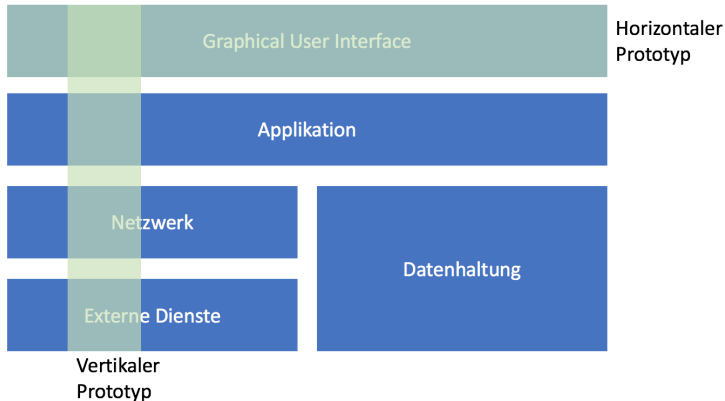 Graphical User Interface
Horizontaler
Prototyp
Applikation
Netzwerk
Datenhaltung
Externe Dienste
Vertikaler
Prototyp